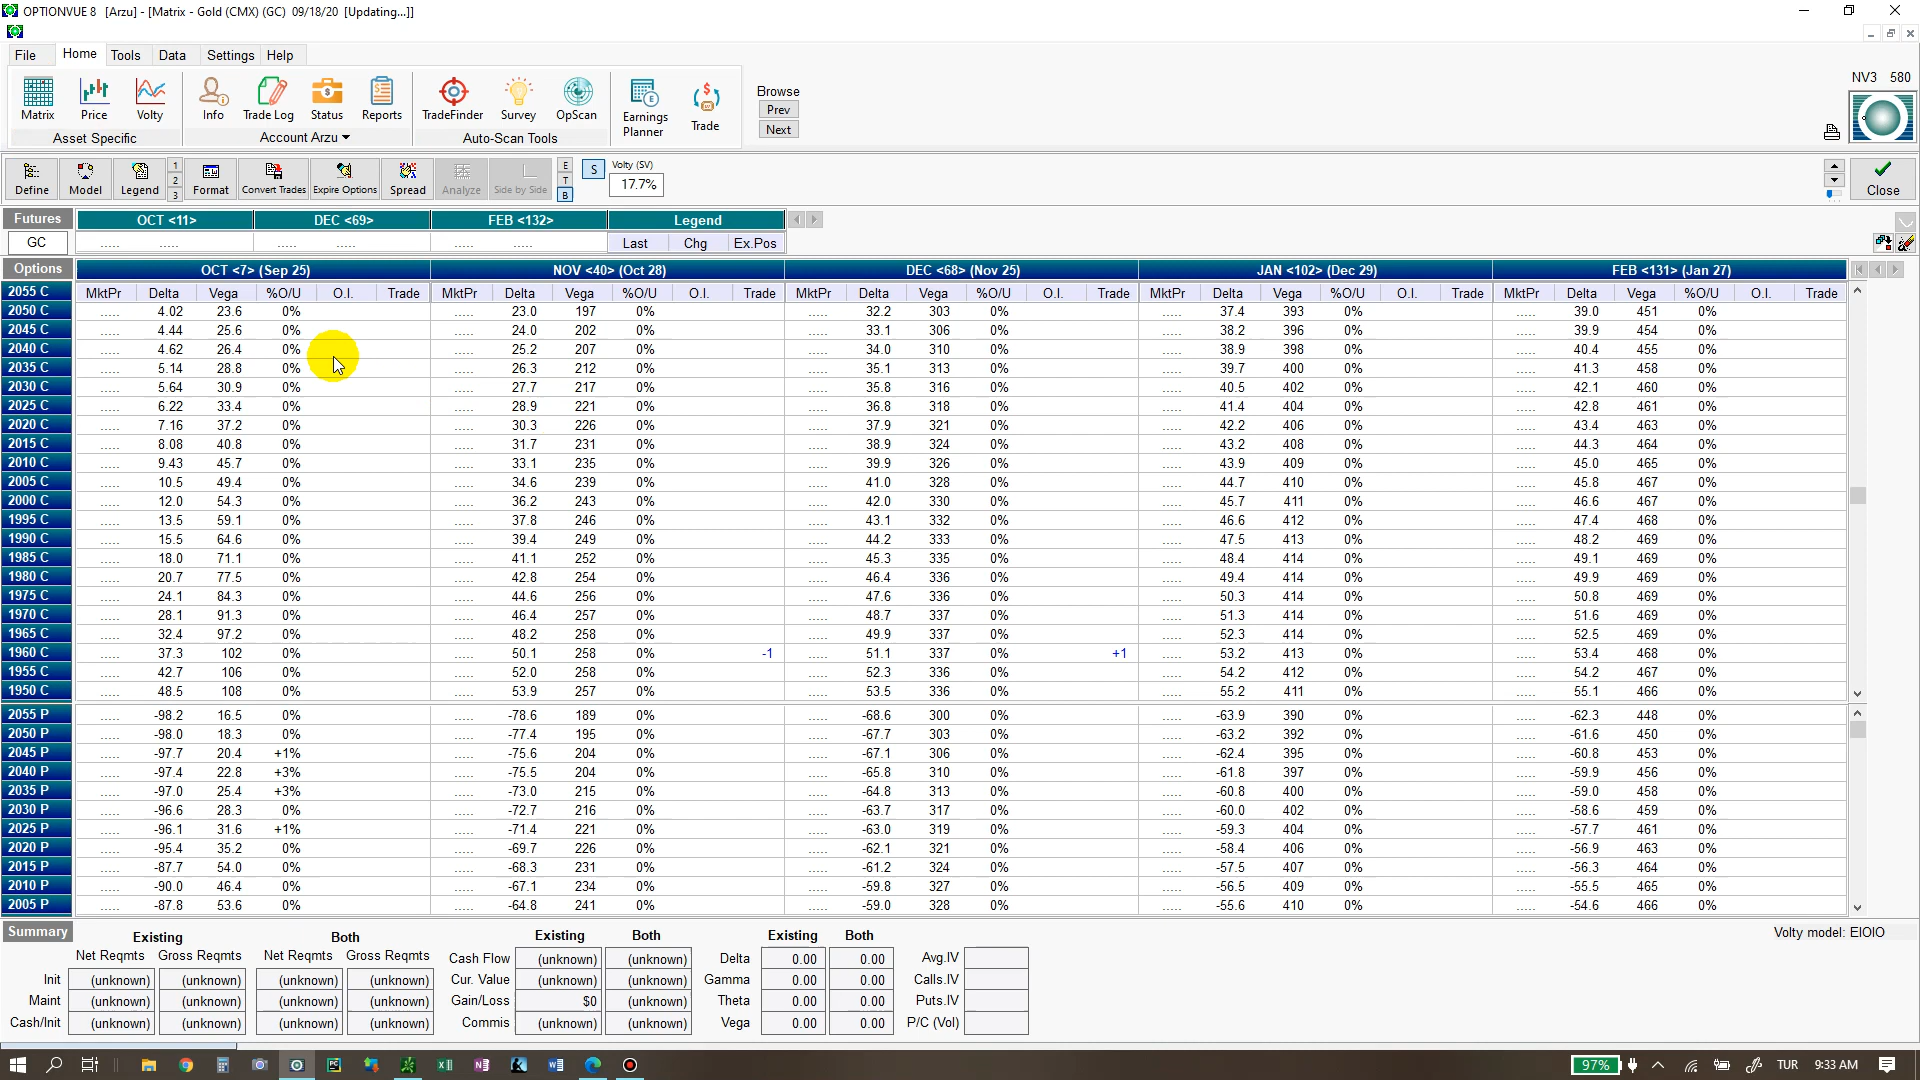 OPTIONVUE 8 [Arzu] - [Matrix - Gold (CMX) (GC) 09/18/20 [Updating...]]
File Home Tools Data Settings Help
Matrix Price Volty Info Trade Log Status Reports TradeFinder Survey OpScan Earnings Planner Trade
Asset Specific Account Arzu Auto-Scan Tools
Browse
Prev
Next
NV3 580
Define Model Legend 1 2 3 Format Convert Trades Expire Options Spread Analyze Side by Side E T B S Volty (SV) 17.7% Close
Futures OCT <11> DEC <69> FEB <132> Legend
GC ..... ..... ..... ..... ..... ..... Last Chg Ex.Pos
Options OCT <7> (Sep 25) NOV <40> (Oct 28) DEC <68> (Nov 25) JAN <102> (Dec 29) FEB <131> (Jan 27)
2055 C MktPr Delta Vega %O/U O.I. Trade MktPr Delta Vega %O/U O.I. Trade MktPr Delta Vega %O/U O.I. Trade MktPr Delta Vega %O/U O.I. Trade MktPr Delta Vega %O/U O.I. Trade
2050 C ..... 4.02 23.6 0% ..... 23.0 197 0% ..... 32.2 303 0% ..... 37.4 393 0% ..... 39.0 451 0%
2045 C ..... 4.44 25.6 0% ..... 24.0 202 0% ..... 33.1 306 0% ..... 38.2 396 0% ..... 39.9 454 0%
2040 C ..... 4.62 26.4 0% ..... 25.2 207 0% ..... 34.0 310 0% ..... 38.9 398 0% ..... 40.4 455 0%
2035 C ..... 5.14 28.8 0% ..... 26.3 212 0% ..... 35.1 313 0% ..... 39.7 400 0% ..... 41.3 458 0%
2030 C ..... 5.64 30.9 0% ..... 27.7 217 0% ..... 35.8 316 0% ..... 40.5 402 0% ..... 42.1 460 0%
2025 C ..... 6.22 33.4 0% ..... 28.9 221 0% ..... 36.8 318 0% ..... 41.4 404 0% ..... 42.8 461 0%
2020 C ..... 7.16 37.2 0% ..... 30.3 226 0% ..... 37.9 321 0% ..... 42.2 406 0% ..... 43.4 463 0%
2015 C ..... 8.08 40.8 0% ..... 31.7 231 0% ..... 38.9 324 0% ..... 43.2 408 0% ..... 44.3 464 0%
2010 C ..... 9.43 45.7 0% ..... 33.1 235 0% ..... 39.9 326 0% ..... 43.9 409 0% ..... 45.0 465 0%
2005 C ..... 10.5 49.4 0% ..... 34.6 239 0% ..... 41.0 328 0% ..... 44.7 410 0% ..... 45.8 467 0%
2000 C ..... 12.0 54.3 0% ..... 36.2 243 0% ..... 42.0 330 0% ..... 45.7 411 0% ..... 46.6 467 0%
1995 C ..... 13.5 59.1 0% ..... 37.8 246 0% ..... 43.1 332 0% ..... 46.6 412 0% ..... 47.4 468 0%
1990 C ..... 15.5 64.6 0% ..... 39.4 249 0% ..... 44.2 333 0% ..... 47.5 413 0% ..... 48.2 469 0%
1985 C ..... 18.0 71.1 0% ..... 41.1 252 0% ..... 45.3 335 0% ..... 48.4 414 0% ..... 49.1 469 0%
1980 C ..... 20.7 77.5 0% ..... 42.8 254 0% ..... 46.4 336 0% ..... 49.4 414 0% ..... 49.9 469 0%
1975 C ..... 24.1 84.3 0% ..... 44.6 256 0% ..... 47.6 336 0% ..... 50.3 414 0% ..... 50.8 469 0%
1970 C ..... 28.1 91.3 0% ..... 46.4 257 0% ..... 48.7 337 0% ..... 51.3 414 0% ..... 51.6 469 0%
1965 C ..... 32.4 97.2 0% ..... 48.2 258 0% ..... 49.9 337 0% ..... 52.3 414 0% ..... 52.5 469 0%
1960 C ..... 37.3 102 0% ..... 50.1 258 0% -1 ..... 51.1 337 0% +1 ..... 53.2 413 0% ..... 53.4 468 0%
1955 C ..... 42.7 106 0% ..... 52.0 258 0% ..... 52.3 336 0% ..... 54.2 412 0% ..... 54.2 467 0%
1950 C ..... 48.5 108 0% ..... 53.9 257 0% ..... 53.5 336 0% ..... 55.2 411 0% ..... 55.1 466 0%
2055 P ..... -98.2 16.5 0% ..... -78.6 189 0% ..... -68.6 300 0% ..... -63.9 390 0% ..... -62.3 448 0%
2050 P ..... -98.0 18.3 0% ..... -77.4 195 0% ..... -67.7 303 0% ..... -63.2 392 0% ..... -61.6 450 0%
2045 P ..... -97.7 20.4 +1% ..... -75.6 204 0% ..... -67.1 306 0% ..... -62.4 395 0% ..... -60.8 453 0%
2040 P ..... -97.4 22.8 +3% ..... -75.5 204 0% ..... -65.8 310 0% ..... -61.8 397 0% ..... -59.9 456 0%
2035 P ..... -97.0 25.4 +3% ..... -73.0 215 0% ..... -64.8 313 0% ..... -60.8 400 0% ..... -59.0 458 0%
2030 P ..... -96.6 28.3 0% ..... -72.7 216 0% ..... -63.7 317 0% ..... -60.0 402 0% ..... -58.6 459 0%
2025 P ..... -96.1 31.6 +1% ..... -71.4 221 0% ..... -63.0 319 0% ..... -59.3 404 0% ..... -57.7 461 0%
2020 P ..... -95.4 35.2 0% ..... -69.7 226 0% ..... -62.1 321 0% ..... -58.4 406 0% ..... -56.9 463 0%
2015 P ..... -87.7 54.0 0% ..... -68.3 231 0% ..... -61.2 324 0% ..... -57.5 407 0% ..... -56.3 464 0%
2010 P ..... -90.0 46.4 0% ..... -67.1 234 0% ..... -59.8 327 0% ..... -56.5 409 0% ..... -55.5 465 0%
2005 P ..... -87.8 53.6 0% ..... -64.8 241 0% ..... -59.0 328 0% ..... -55.6 410 0% ..... -54.6 466 0%
Summary Existing Both Existing Both Existing Both Volty model: EIOIO
Net Reqmts Gross Reqmts Net Reqmts Gross Reqmts Cash Flow (unknown) (unknown) Delta 0.00 0.00 Avg.IV
Init (unknown) (unknown) (unknown) (unknown) Cur. Value (unknown) (unknown) Gamma 0.00 0.00 Calls.IV
Maint (unknown) (unknown) (unknown) (unknown) Gain/Loss $0 (unknown) Theta 0.00 0.00 Puts.IV
Cash/Init (unknown) (unknown) (unknown) (unknown) Commis (unknown) (unknown) Vega 0.00 0.00 P/C (Vol)
97% TUR 9:33 AM